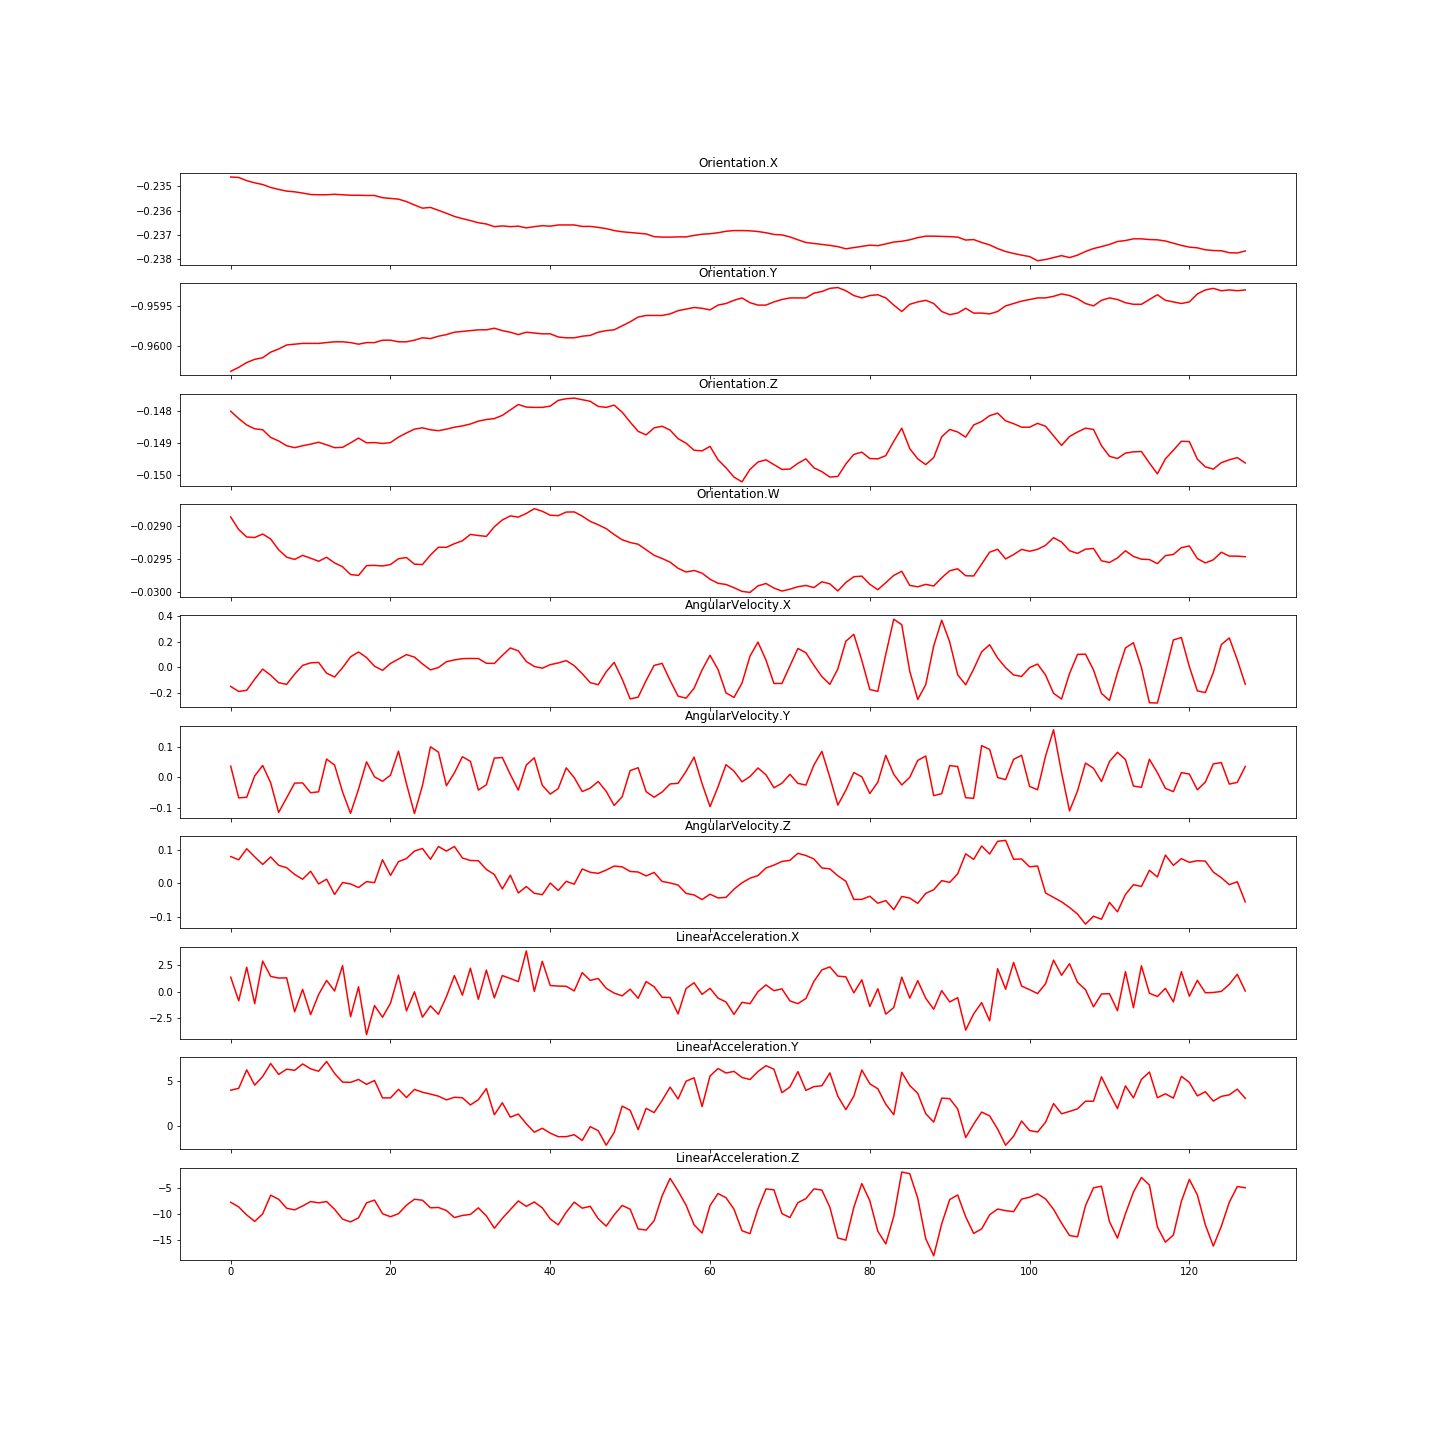 Orientation.X
−0.235
−0.236
−0.237
−0.238
Orientation.Y
−0.9595
−0.9600
Orientation.Z
−0.148
−0.149
−0.150
Orientation.W
−0.0290
−0.0295
−0.0300
AngularVelocity.X
0.4
0.2
0.0
−0.2
AngularVelocity.Y
0.1
0.0
−0.1
AngularVelocity.Z
0.1
0.0
−0.1
LinearAcceleration.X
2.5
0.0
−2.5
LinearAcceleration.Y
5
0
LinearAcceleration.Z
−5
−10
−15
0 20 40 60 80 100 120